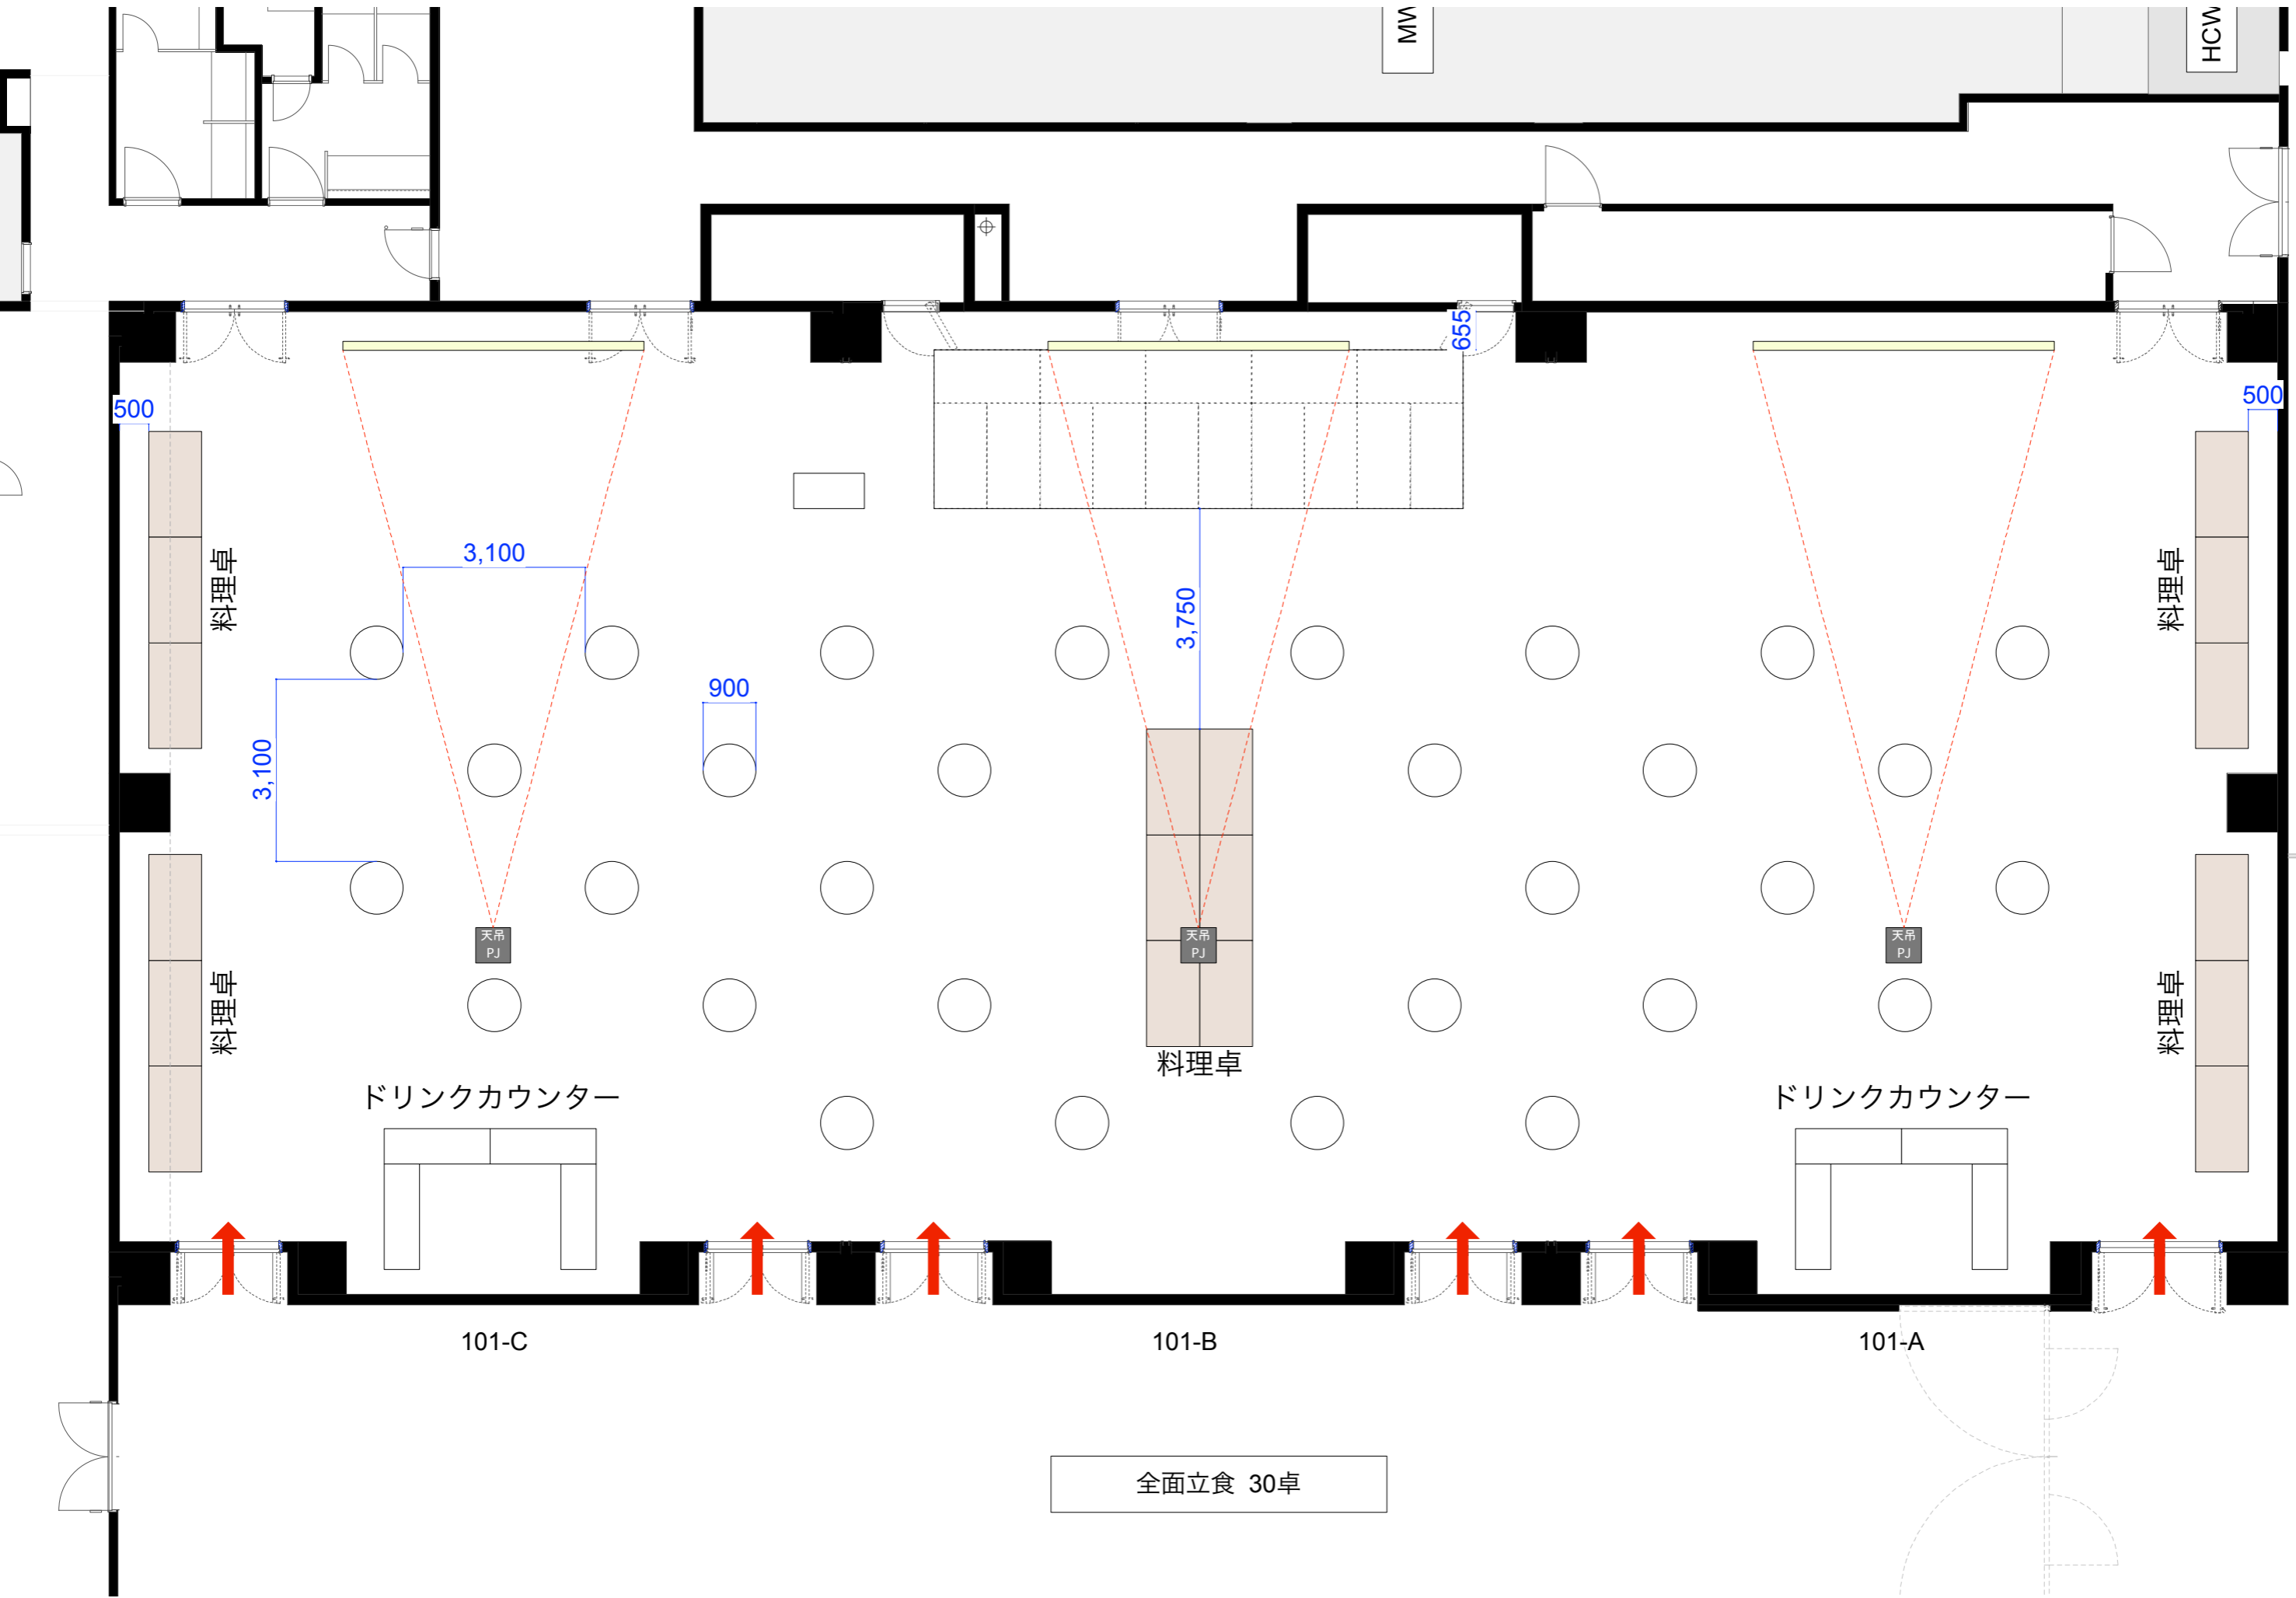 MW
HCW
655
500
500
料理卓
3,100
料理卓
3,750
900
3,100
天吊
PJ
天吊
PJ
天吊
PJ
料理卓
料理卓
料理卓
ドリンクカウンター
ドリンクカウンター
101-C
101-B
101-A
全面立食 30卓